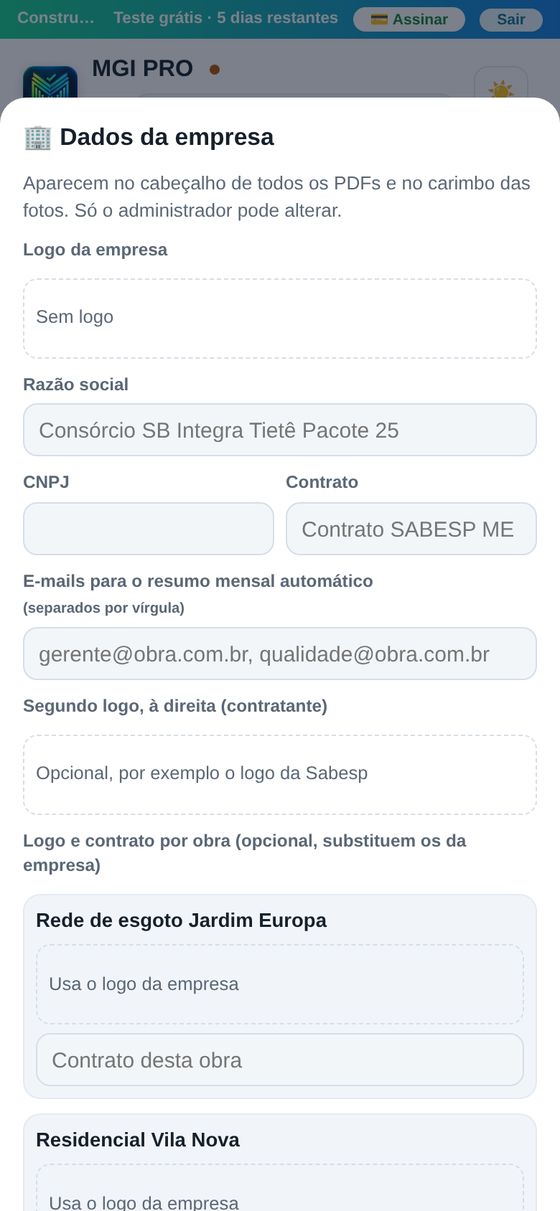 Constru...
Teste grátis · 5 dias restantes
💳 Assinar
Sair
MGI PRO
🏢 Dados da empresa
Aparecem no cabeçalho de todos os PDFs e no carimbo das
fotos. Só o administrador pode alterar.
Logo da empresa
Sem logo
Razão social
Consórcio SB Integra Tietê Pacote 25
CNPJ
Contrato
Contrato SABESP ME
E-mails para o resumo mensal automático
(separados por vírgula)
gerente@obra.com.br, qualidade@obra.com.br
Segundo logo, à direita (contratante)
Opcional, por exemplo o logo da Sabesp
Logo e contrato por obra (opcional, substituem os da
empresa)
Rede de esgoto Jardim Europa
Usa o logo da empresa
Contrato desta obra
Residencial Vila Nova
Usa o logo da empresa